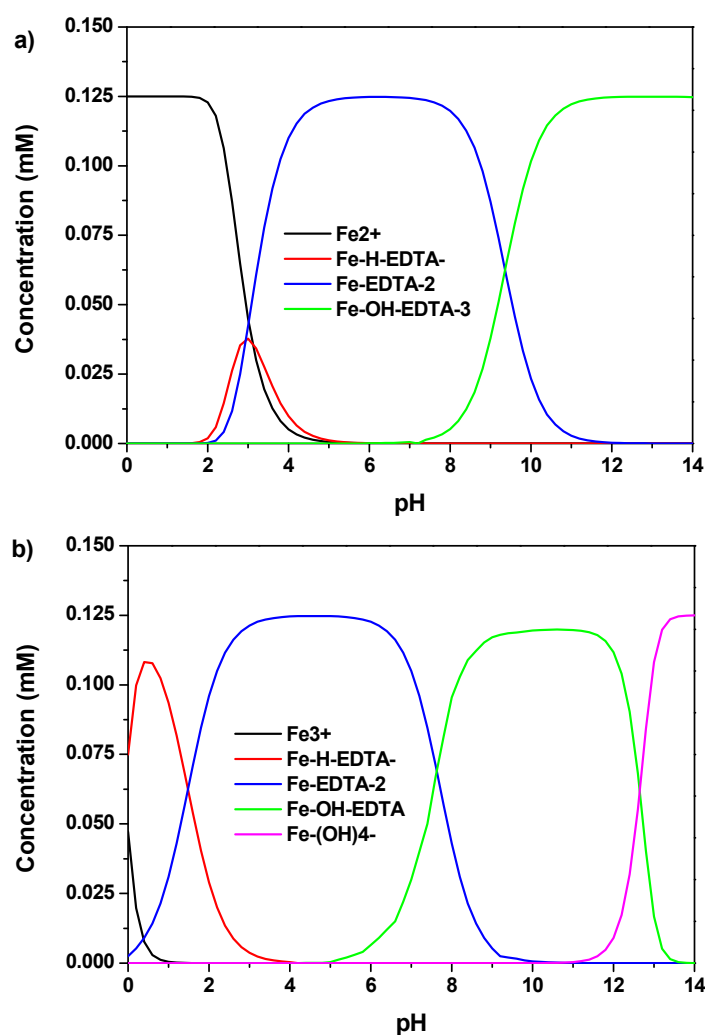 a)
0.150
0.125
0.100
0.075
0.050
0.025
0.000
Concentration (mM)
Fe2+
Fe-H-EDTA-
Fe-EDTA-2
Fe-OH-EDTA-3
0 2 4 6 8 10 12 14
pH
b)
0.150
0.125
0.100
0.075
0.050
0.025
0.000
Concentration (mM)
Fe3+
Fe-H-EDTA-
Fe-EDTA-2
Fe-OH-EDTA
Fe-(OH)4-
0 2 4 6 8 10 12 14
pH